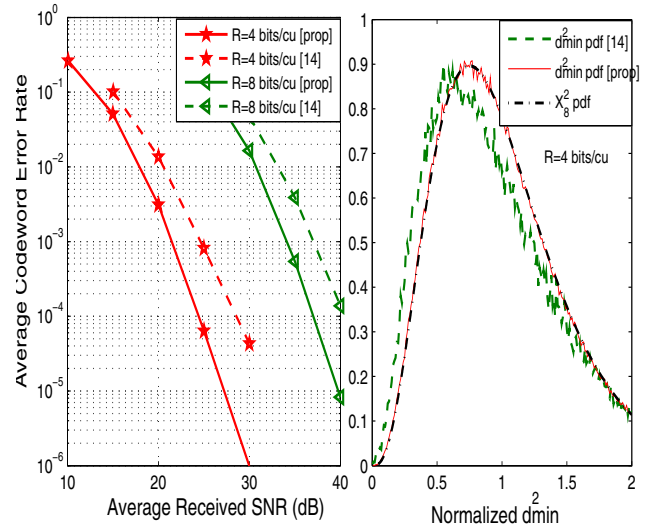 Average Codeword Error Rate
10^0
10^-1
10^-2
10^-3
10^-4
10^-5
10^-6
10 20 30 40
Average Received SNR (dB)
R=4 bits/cu [prop]
R=4 bits/cu [14]
R=8 bits/cu [prop]
R=8 bits/cu [14]
1
0.9
0.8
0.7
0.6
0.5
0.4
0.3
0.2
0.1
0
0 0.5 1 1.5 2
Normalized dmin^2
dmin^2 pdf [14]
dmin^2 pdf [prop]
X_8^2 pdf
R=4 bits/cu